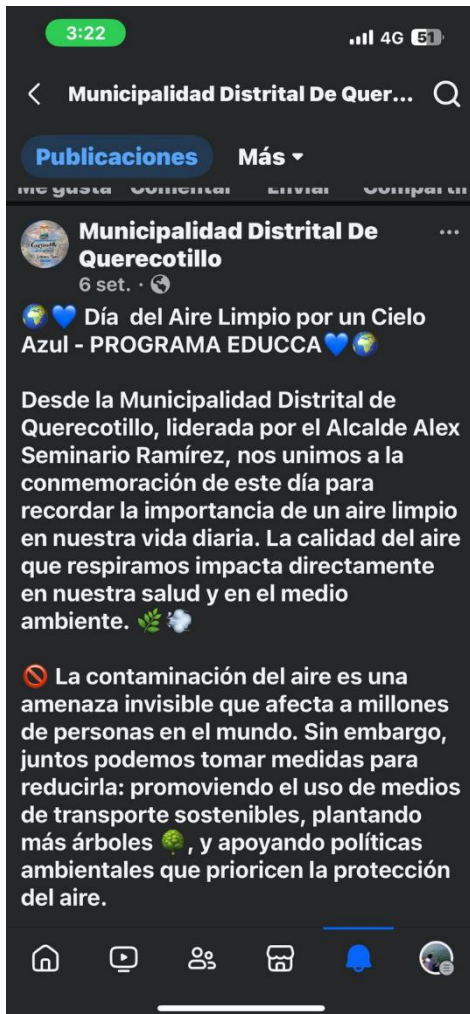 3:22
4G 51
Municipalidad Distrital De Quer...
Publicaciones Más
Me gusta Comentar Enviar Compartir
Municipalidad Distrital De
Querecotillo
6 set. ·
🌍💙 Día del Aire Limpio por un Cielo
Azul - PROGRAMA EDUCCA💙🌍
Desde la Municipalidad Distrital de
Querecotillo, liderada por el Alcalde Alex
Seminario Ramírez, nos unimos a la
conmemoración de este día para
recordar la importancia de un aire limpio
en nuestra vida diaria. La calidad del aire
que respiramos impacta directamente
en nuestra salud y en el medio
ambiente. 🌿💨
🚫 La contaminación del aire es una
amenaza invisible que afecta a millones
de personas en el mundo. Sin embargo,
juntos podemos tomar medidas para
reducirla: promoviendo el uso de medios
de transporte sostenibles, plantando
más árboles 🌳, y apoyando políticas
ambientales que prioricen la protección
del aire.